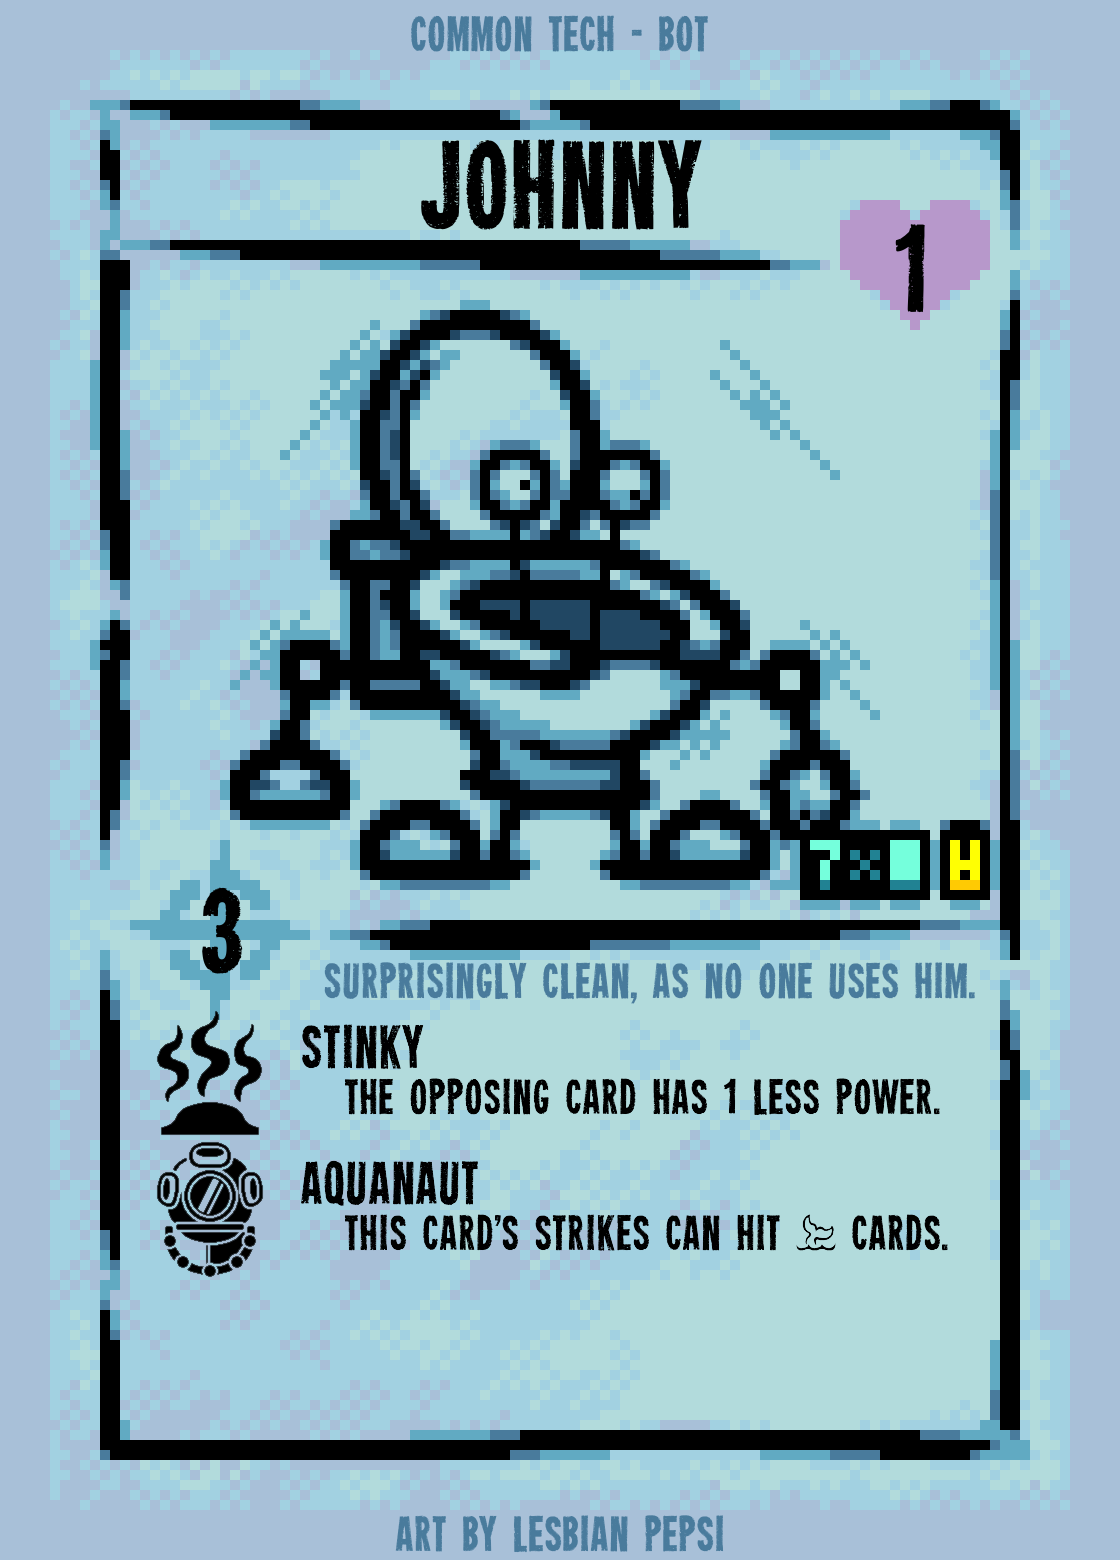 COMMON TECH - BOT
JOHNNY
1
7 X
3
SURPRISINGLY CLEAN, AS NO ONE USES HIM.
STINKY
THE OPPOSING CARD HAS 1 LESS POWER.
AQUANAUT
THIS CARD'S STRIKES CAN HIT CARDS.
ART BY LESBIAN PEPSI